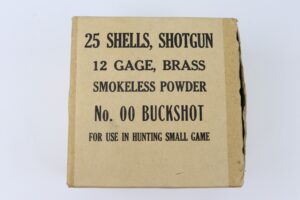 25 SHELLS, SHOTGUN
12 GAGE, BRASS
SMOKELESS POWDER
No. 00 BUCKSHOT
FOR USE IN HUNTING SMALL GAME